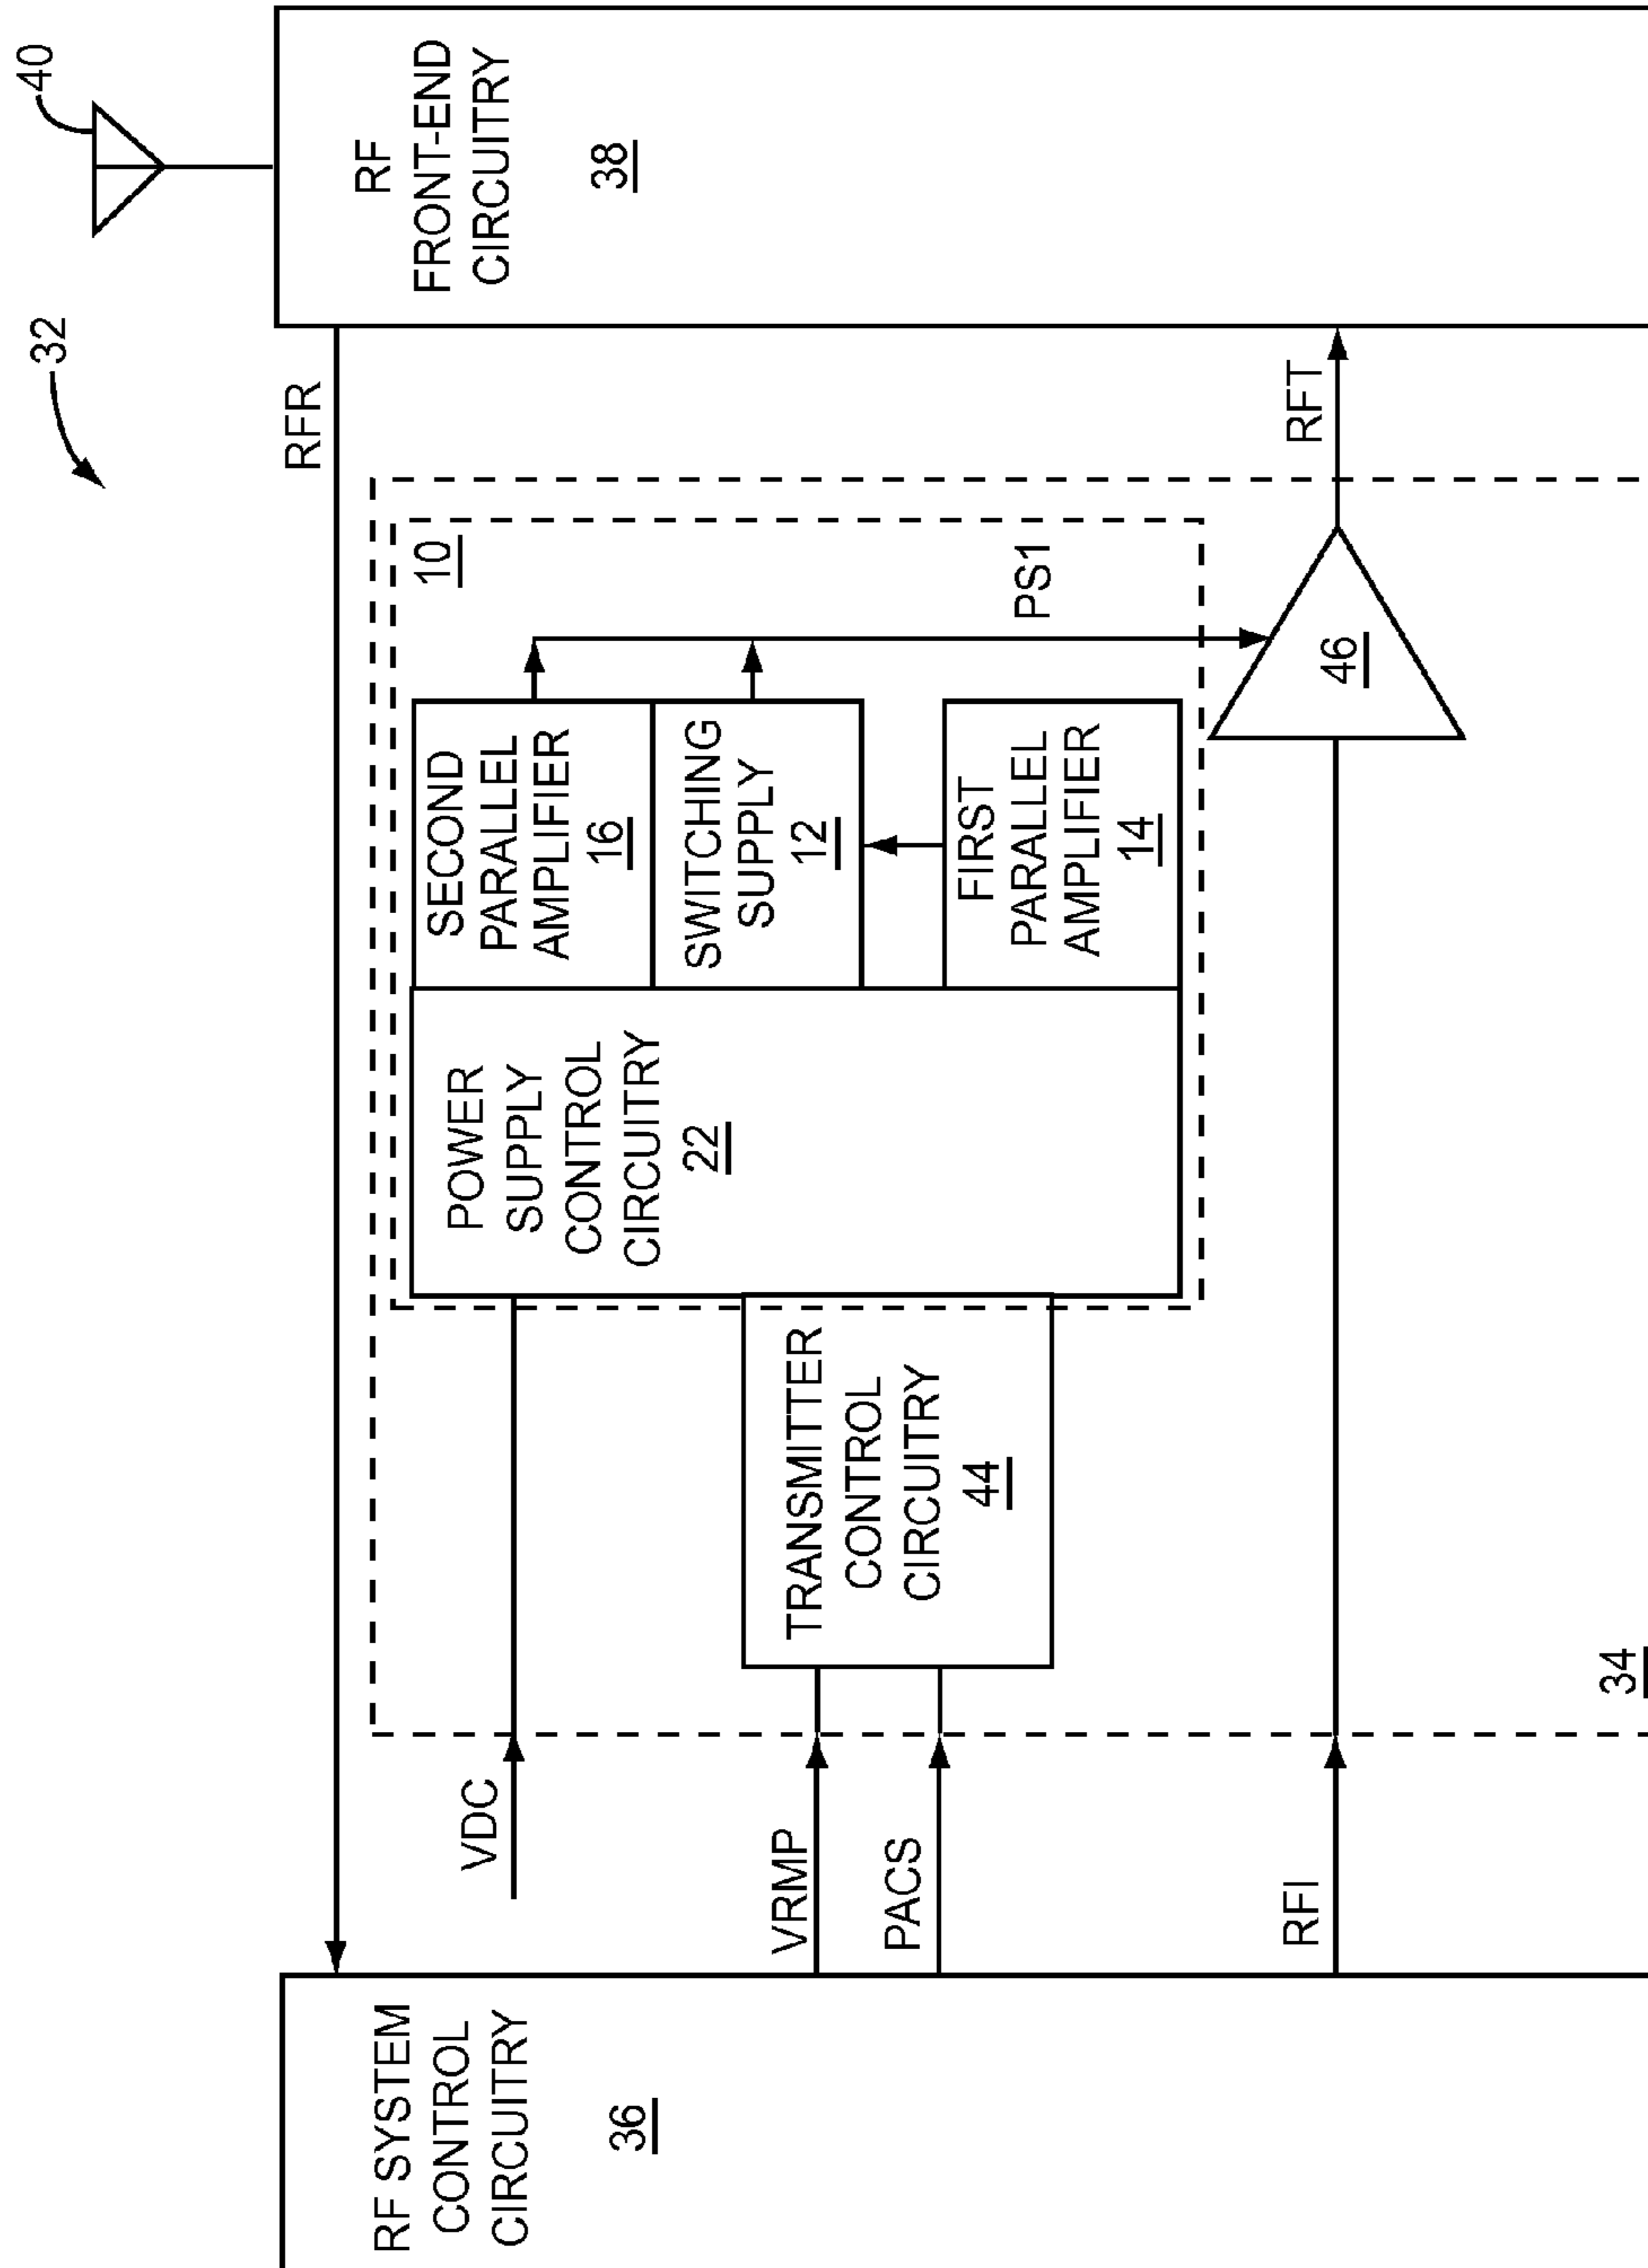 32
40
RFR
RF SYSTEM
CONTROL
CIRCUITRY
36
VDC
VRMP
PACS
RFI
34
TRANSMITTER
CONTROL
CIRCUITRY
44
POWER
SUPPLY
CONTROL
CIRCUITRY
22
SECOND
PARALLEL
AMPLIFIER
16
SWITCHING
SUPPLY
12
FIRST
PARALLEL
AMPLIFIER
14
10
PS1
46
RFT
RF
FRONT-END
CIRCUITRY
38